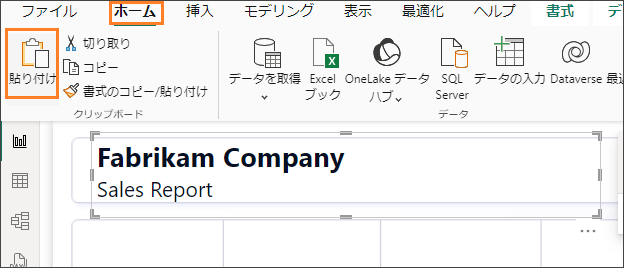 ファイル ホーム 挿入 モデリング 表示 最適化 ヘルプ 書式
貼り付け
切り取り
コピー
書式のコピー/貼り付け
クリップボード
データを取得
Excel
ブック
OneLake データ
ハブ
SQL
Server
データの入力
Dataverse
データ
Fabrikam Company
Sales Report